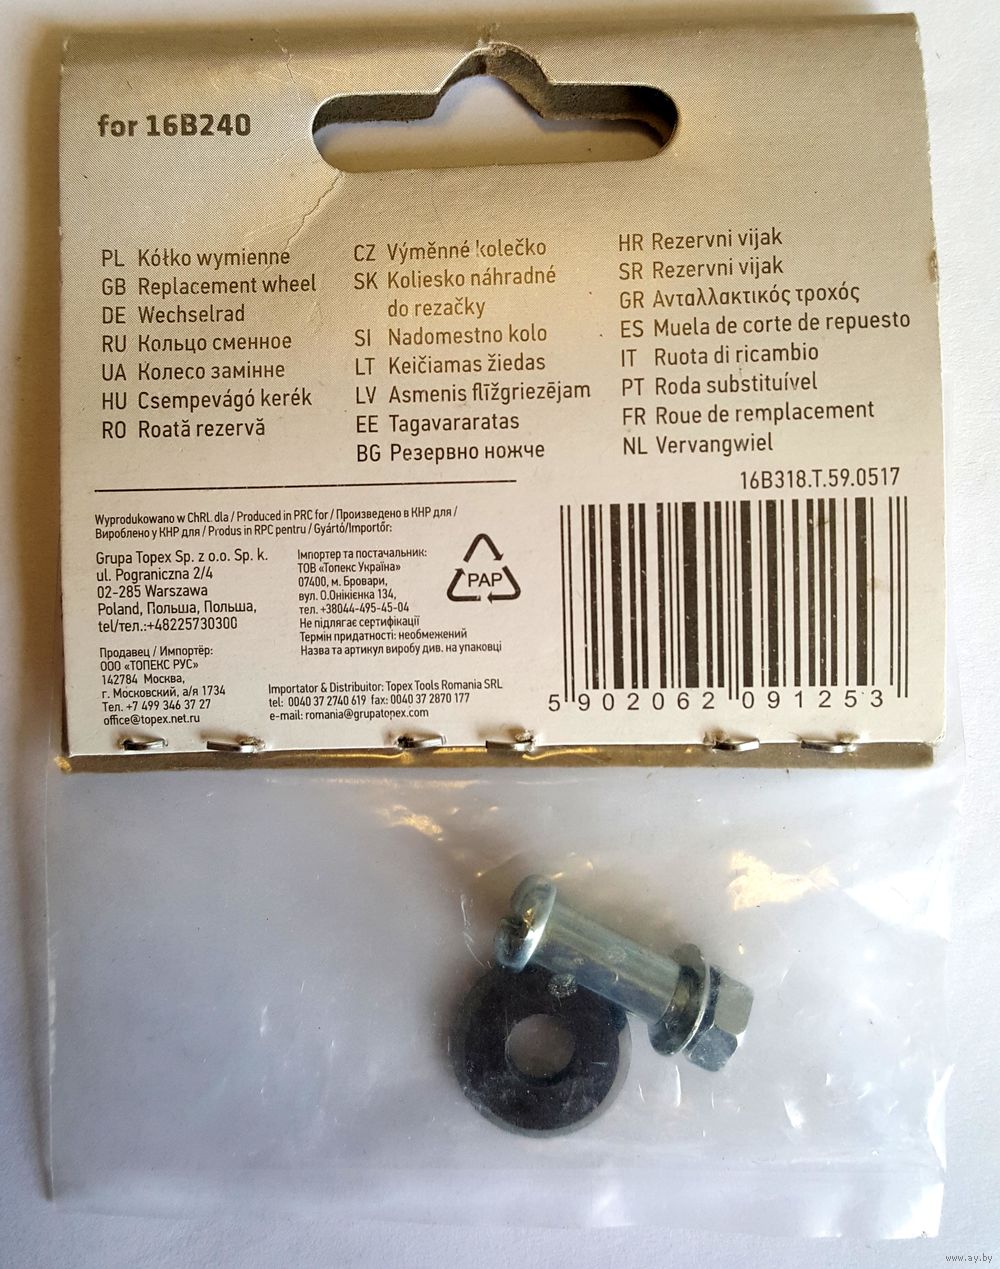 for 16B240
PL Kółko wymienne
GB Replacement wheel
DE Wechselrad
RU Кольцо сменное
UA Колесо замінне
HU Csempevágó kerék
RO Roată rezervă
CZ Výměnné kolečko
SK Koliesko náhradné
do rezačky
SI Nadomestno kolo
LT Keičiamas žiedas
LV Asmenis flīžgriezējam
EE Tagavararatas
BG Резервно ножче
HR Rezervni vijak
SR Rezervni vijak
GR Ανταλλακτικός τροχός
ES Muela de corte de repuesto
IT Ruota di ricambio
PT Roda substituível
FR Roue de remplacement
NL Vervangwiel
16B318.T.59.0517
Wyprodukowano w ChRL dla / Produced in PRC for / Произведено в КНР для /
Вироблено у КНР для / Produs in RPC pentru / Gyártó/Importőr:
Grupa Topex Sp. z o.o. Sp. k.
ul. Pograniczna 2/4
02-285 Warszawa
Poland, Польша, Польша,
tel/тел.:+48225730300
Продавец / Импортёр:
ООО «ТОПЕКС РУС»
142784 Москва,
г. Московский, а/я 1734
Тел. +7 499 346 37 27
office@topex.net.ru
Імпортер та постачальник:
ТОВ «Топекс Україна»
07400, м. Бровари,
вул. О.Онікієнка 134,
тел. +38044-495-45-04
Не підлягає сертифікації
Термін придатності: необмежений
Назва та артикул виробу див. на упаковці
PAP
Importator & Distribuitor: Topex Tools Romania SRL
tel: 0040 37 2740 619 fax: 0040 37 2870 177
e-mail: romania@grupatopex.com
5 902062 091253
www.ay.by